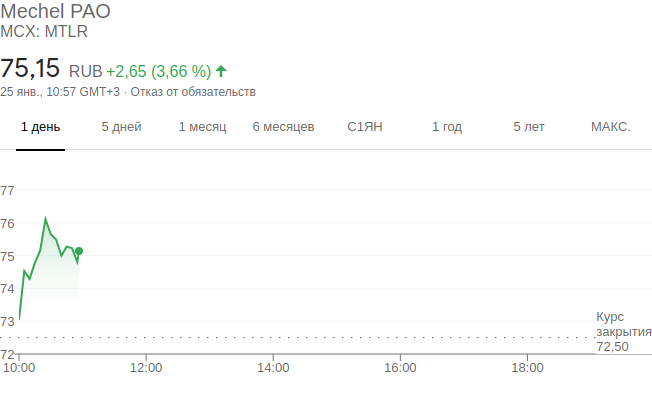 Mechel PAO
MCX: MTLR
75,15 RUB +2,65 (3,66 %)
25 янв., 10:57 GMT+3 · Отказ от обязательств
1 день 5 дней 1 месяц 6 месяцев С1ЯН 1 год 5 лет МАКС.
77
76
75
74
73
Курс
закрытия
72,50
72
10:00 12:00 14:00 16:00 18:00